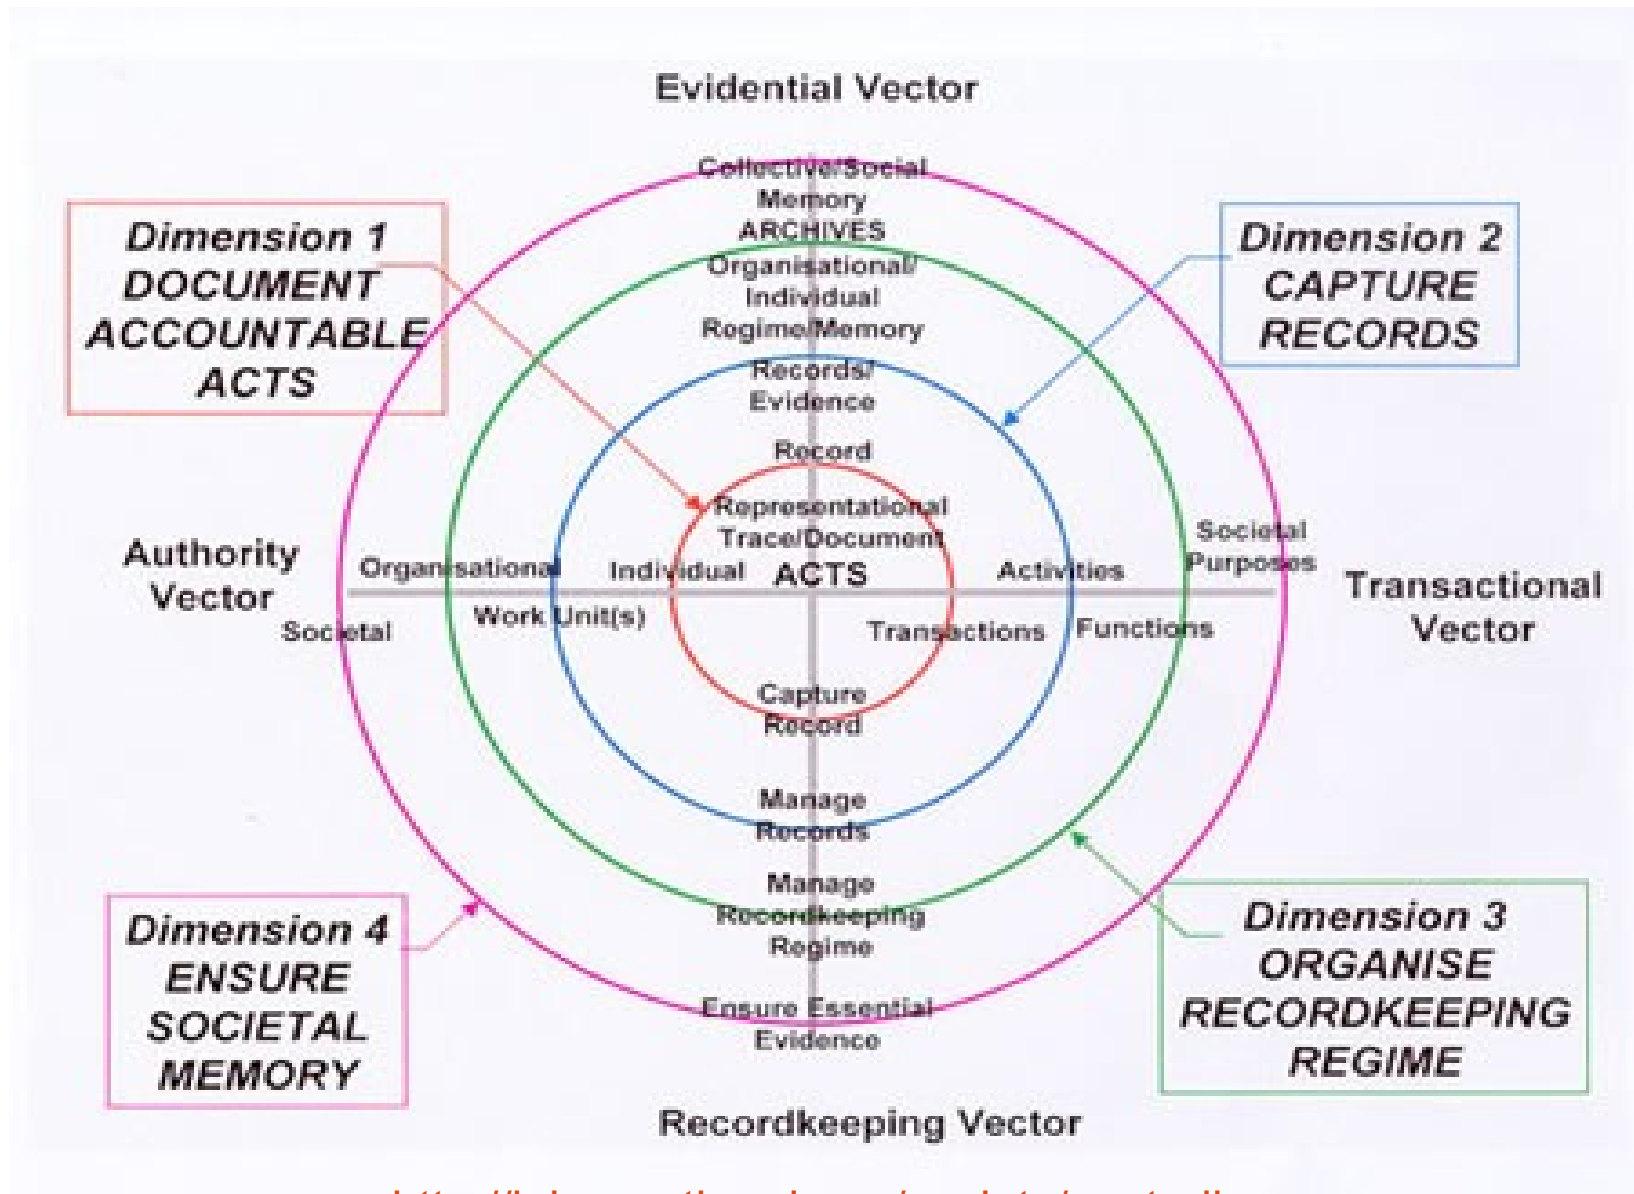 Evidential Vector
Collective/Social
Memory
ARCHIVES
Dimension 1
DOCUMENT
ACCOUNTABLE
ACTS
Dimension 2
CAPTURE
RECORDS
Organisational/
Individual
Regime/Memory
Records/
Evidence
Record
Representational
Trace/Document
ACTS
Authority
Vector
Organisational
Individual
Activities
Societal
Purposes
Transactional
Vector
Societal
Work Unit(s)
Transactions
Functions
Capture
Record
Manage
Records
Manage
Recordkeeping
Regime
Dimension 4
ENSURE
SOCIETAL
MEMORY
Dimension 3
ORGANISE
RECORDKEEPING
REGIME
Ensure Essential
Evidence
Recordkeeping Vector